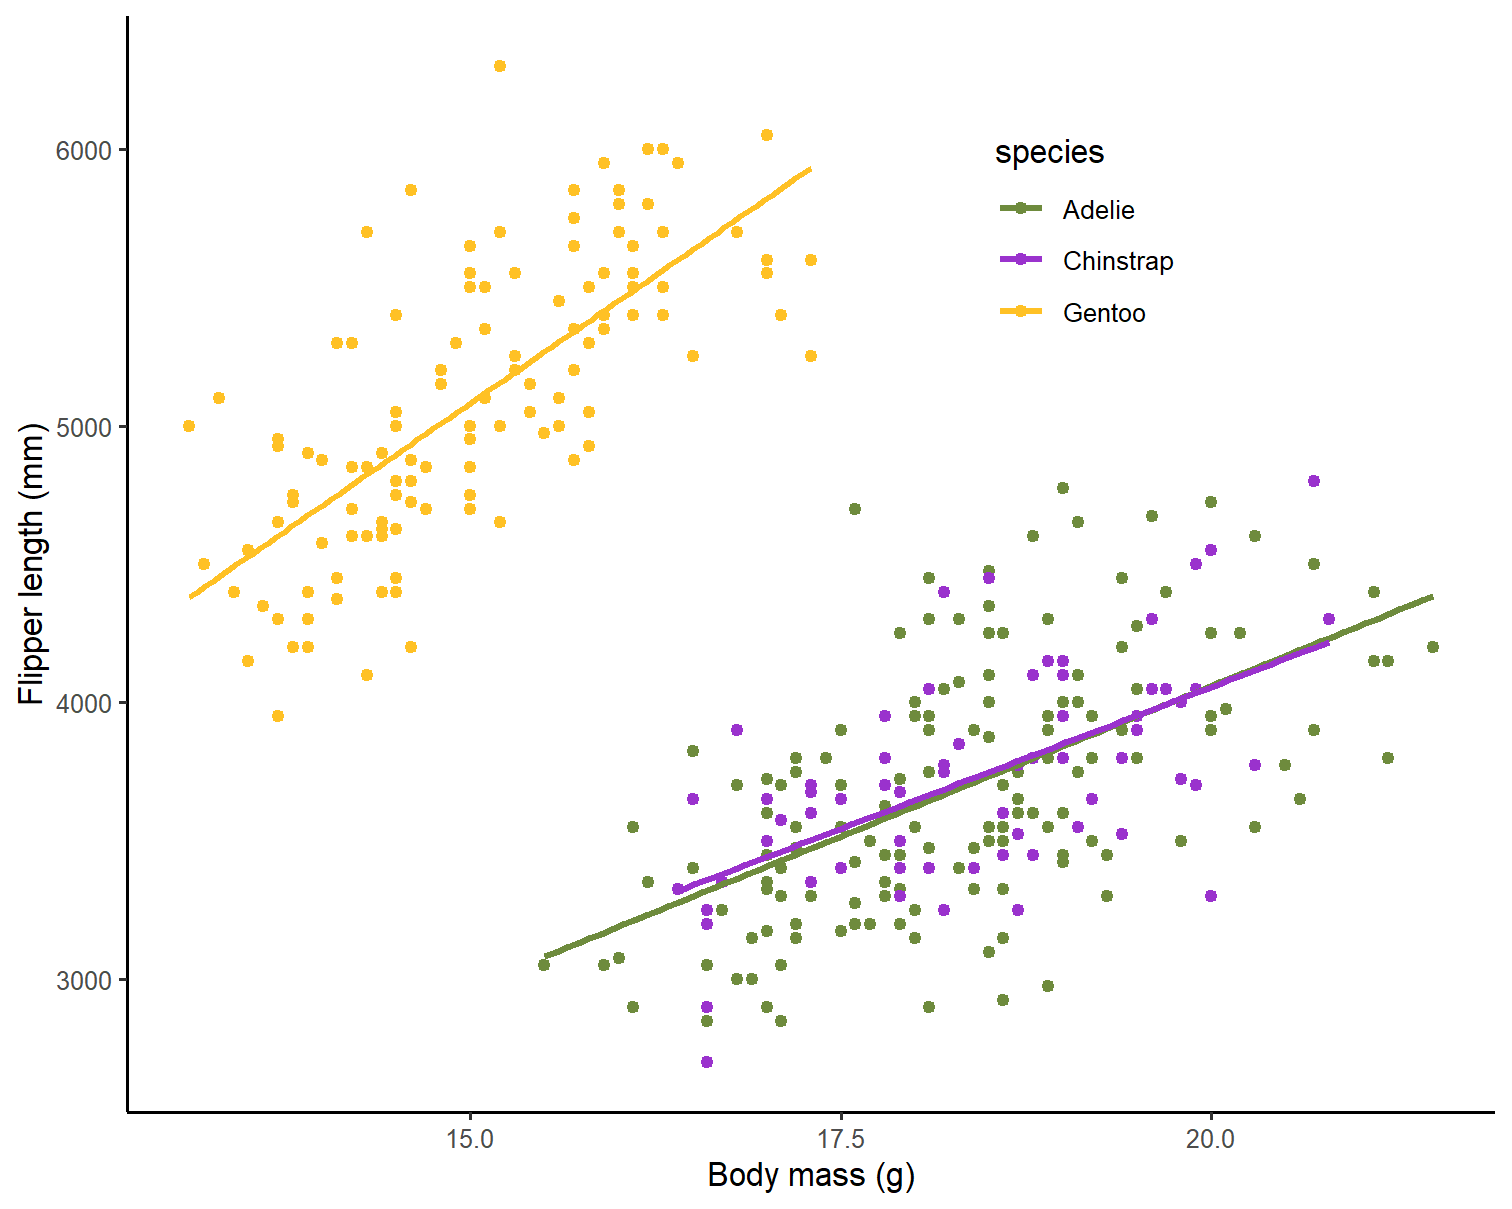 species
Adelie
Chinstrap
Gentoo
6000
5000
4000
3000
Flipper length (mm)
15.0 17.5 20.0
Body mass (g)